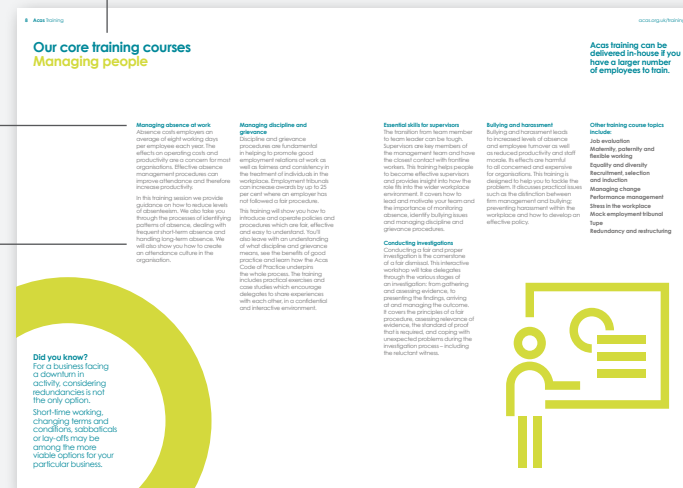 8 Acas Training
acas.org.uk/training
Our core training courses
Managing people
Acas training can be
delivered in-house if you
have a larger number
of employees to train.
Managing absence at work
Absence costs employers an
average of eight working days
per employee each year. The
effects on operating costs and
productivity are a concern for most
organisations. Effective absence
management procedures can
improve attendance and therefore
increase productivity.
In this training session we provide
guidance on how to reduce levels
of absenteeism. We also take you
through the processes of identifying
patterns of absence, dealing with
frequent short-term absence and
handling long-term absence. We
will also show you how to create
an attendance culture in the
organisation.
Managing discipline and
grievance
Discipline and grievance
procedures are fundamental
in helping to promote good
employment relations at work as
well as fairness and consistency in
the treatment of individuals in the
workplace. Employment tribunals
can increase awards by up to 25
per cent where an employer has
not followed a fair procedure.
This training will show you how to
introduce and operate policies and
procedures which are fair, effective
and easy to understand. You'll
also leave with an understanding
of what discipline and grievance
means, see the benefits of good
practice and learn how the Acas
Code of Practice underpins
the whole process. The training
includes practical exercises and
case studies which encourage
delegates to share experiences
with each other, in a confidential
and interactive environment.
Essential skills for supervisors
The transition from team member
to team leader can be tough.
Supervisors are key members of
the management team and have
the closest contact with frontline
workers. This training helps people
to become effective supervisors
and provides insight into how the
role fits into the wider workplace
environment. It covers how to
lead and motivate your team and
the importance of monitoring
absence, identify bullying issues
and managing discipline and
grievance procedures.
Conducting investigations
Conducting a fair and proper
investigation is the cornerstone
of a fair dismissal. This interactive
workshop will take delegates
through the various stages of
an investigation: from gathering
and assessing evidence, to
presenting the findings, arriving
at and managing the outcome.
It covers the principles of a fair
procedure, assessing relevance of
evidence, the standard of proof
that is required, and coping with
unexpected problems during the
investigation process – including
the reluctant witness.
Bullying and harassment
Bullying and harassment leads
to increased levels of absence
and employee turnover as well
as reduced productivity and staff
morale. Its effects are harmful
to all concerned and expensive
for organisations. This training is
designed to help you to tackle the
problem. It discusses practical issues
such as the distinction between
firm management and bullying;
preventing harassment within the
workplace and how to develop an
effective policy.
Other training course topics
include:
Job evaluation
Maternity, paternity and
flexible working
Equality and diversity
Recruitment, selection
and induction
Managing change
Performance management
Stress in the workplace
Mock employment tribunal
Tupe
Redundancy and restructuring
Did you know?
For a business facing
a downturn in
activity, considering
redundancies is not
the only option.
Short-time working,
changing terms and
conditions, sabbaticals
or lay-offs may be
among the more
viable options for your
particular business.